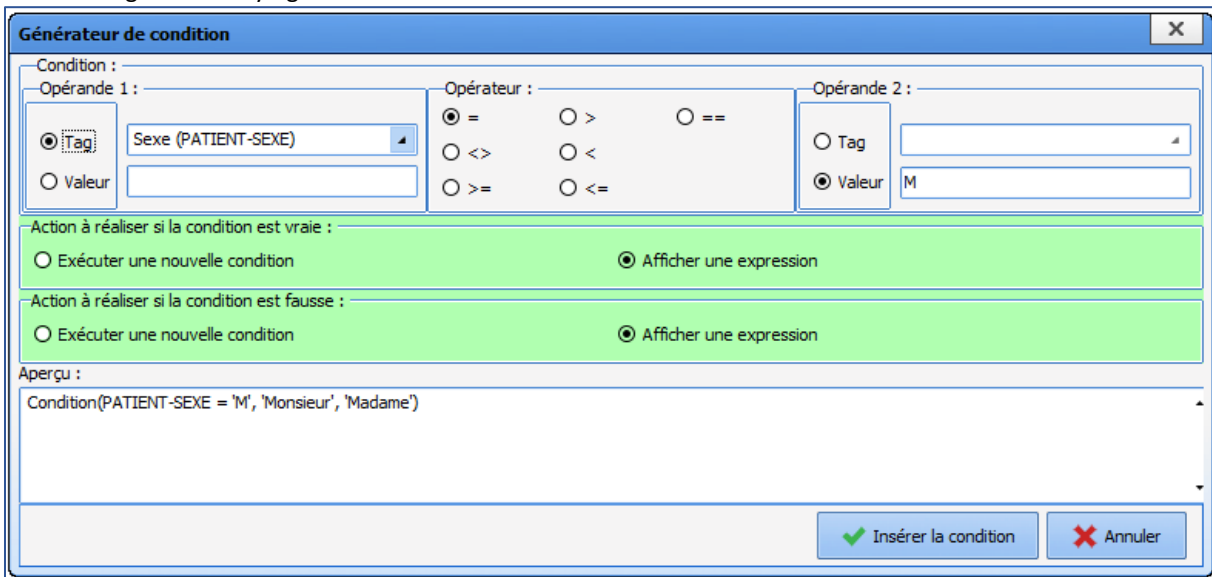 Générateur de condition
Condition :
Opérande 1 :
Tag
Sexe (PATIENT-SEXE)
Valeur
Opérateur :
= > ==
<> <
>= <=
Opérande 2 :
Tag
Valeur
M
Action à réaliser si la condition est vraie :
Exécuter une nouvelle condition Afficher une expression
Action à réaliser si la condition est fausse :
Exécuter une nouvelle condition Afficher une expression
Aperçu :
Condition(PATIENT-SEXE = 'M', 'Monsieur', 'Madame')
Insérer la condition Annuler